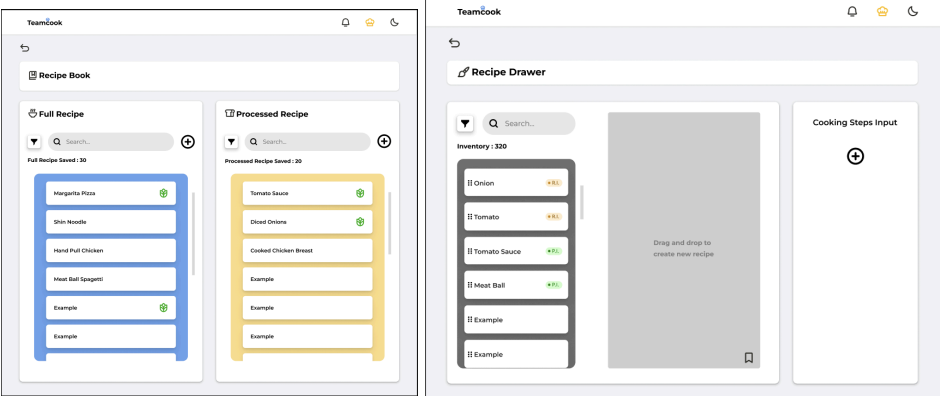 Teamcook
Recipe Book
Full Recipe
Search...
Full Recipe Saved : 30
Margarita Pizza
Shin Noodle
Hand Pull Chicken
Meat Ball Spagetti
Example
Example
Processed Recipe
Search...
Processed Recipe Saved : 20
Tomato Sauce
Diced Onions
Cooked Chicken Breast
Example
Example
Example
Teamcook
Recipe Drawer
Search...
Inventory : 320
Onion R.I.
Tomato R.I.
Tomato Sauce P.I.
Meat Ball P.I.
Example
Example
Drag and drop to
create new recipe
Cooking Steps Input